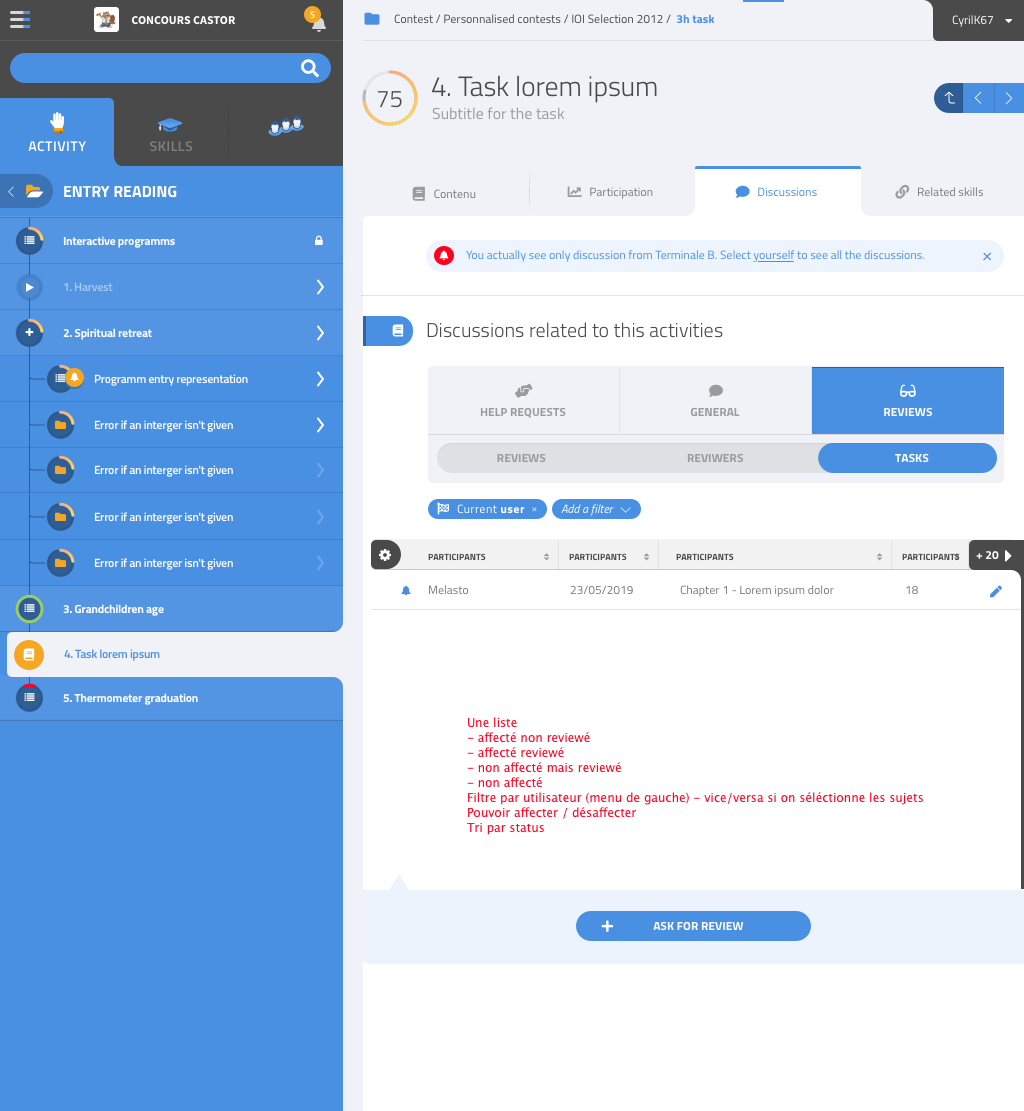 CONCOURS CASTOR
5
Contest / Personnalised contests / IOI Selection 2012 / 3h task
CyrilK67
ACTIVITY
SKILLS
75
4. Task lorem ipsum
Subtitle for the task
ENTRY READING
Interactive programms
1. Harvest
2. Spiritual retreat
Programm entry representation
Error if an interger isn't given
Error if an interger isn't given
Error if an interger isn't given
Error if an interger isn't given
3. Grandchildren age
4. Task lorem ipsum
5. Thermometer graduation
Contenu
Participation
Discussions
Related skills
You actually see only discussion from Terminale B. Select yourself to see all the discussions.
Discussions related to this activities
HELP REQUESTS
GENERAL
REVIEWS
REVIEWS
REVIWERS
TASKS
Current user ×
Add a filter
PARTICIPANTS
PARTICIPANTS
PARTICIPANTS
PARTICIPANTS
+ 20
Melasto
23/05/2019
Chapter 1 - Lorem ipsum dolor
18
Une liste
- affecté non reviewé
- affecté reviewé
- non affecté mais reviewé
- non affecté
Filtre par utilisateur (menu de gauche) - vice/versa si on séléctionne les sujets
Pouvoir affecter / désaffecter
Tri par status
ASK FOR REVIEW